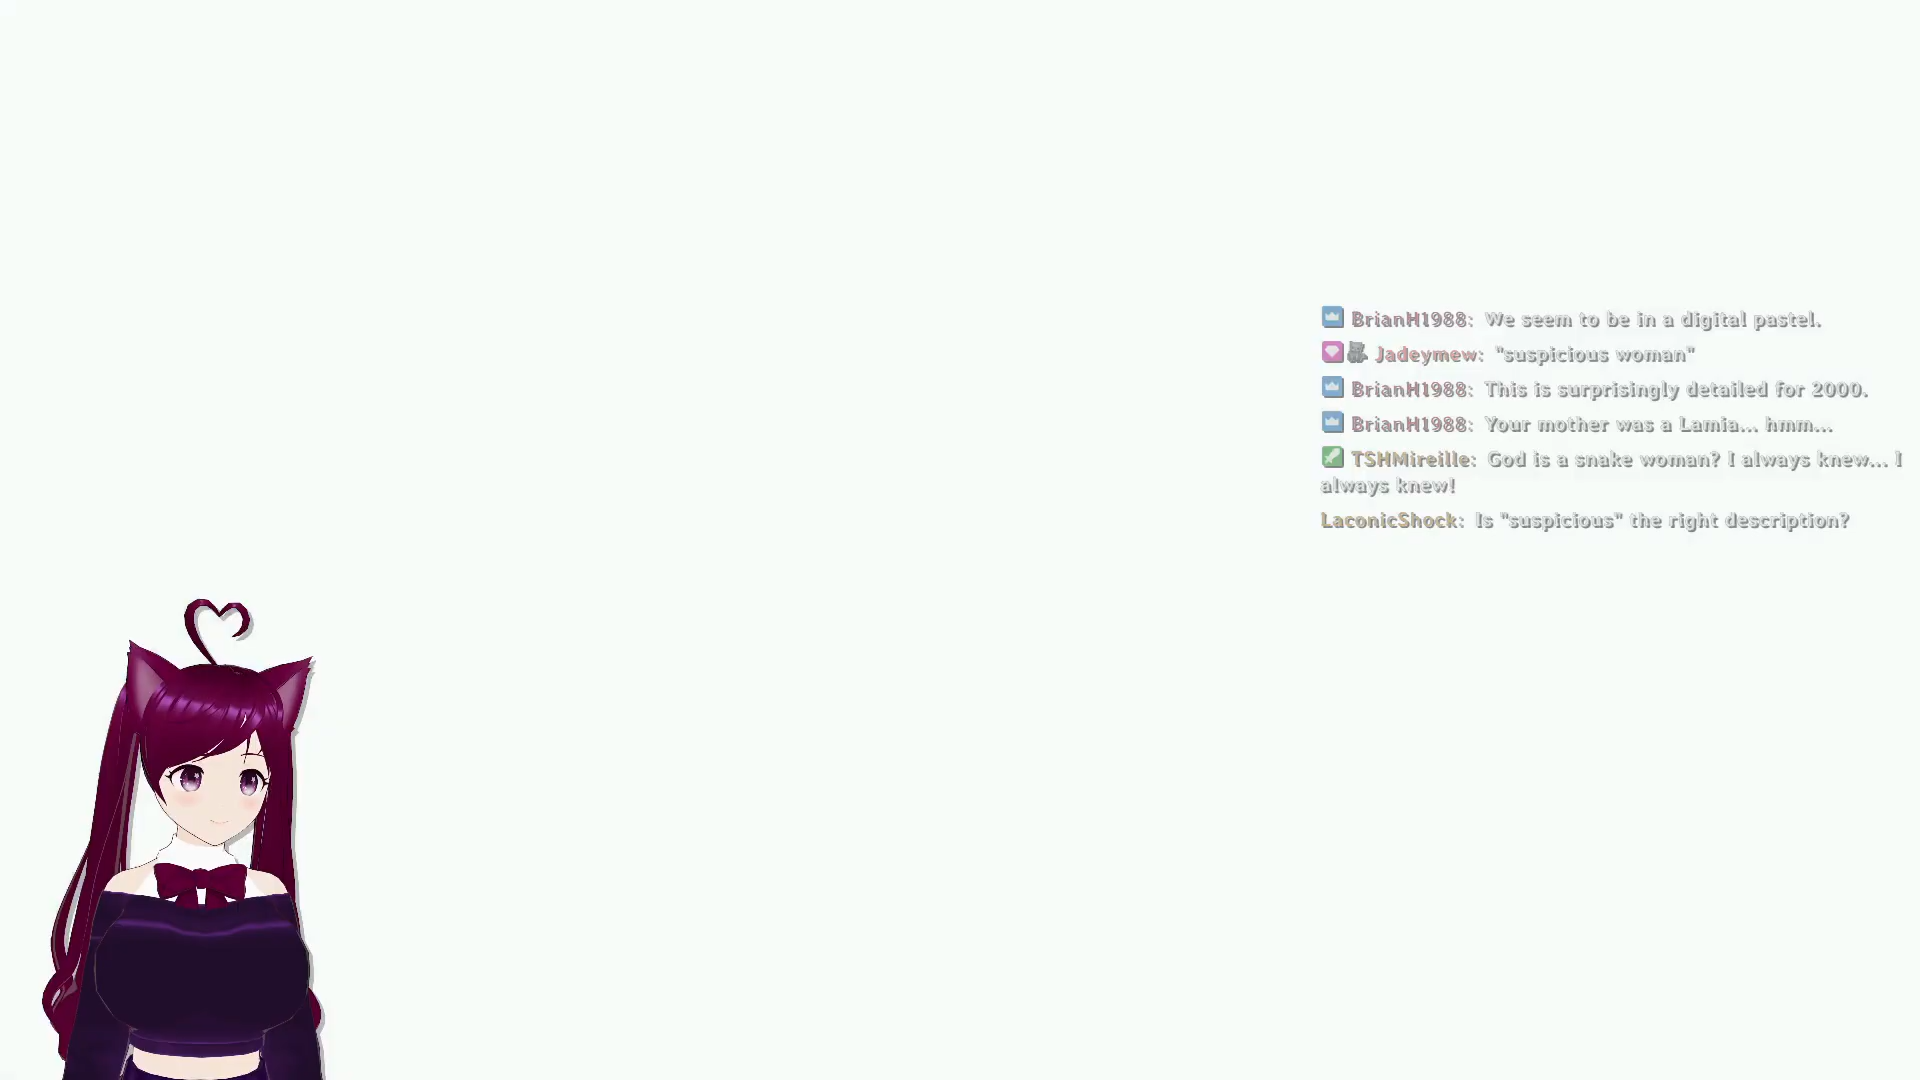 BrianH1988: We seem to be in a digital pastel.
Jadeymew: "suspicious woman"
BrianH1988: This is surprisingly detailed for 2000.
BrianH1988: Your mother was a Lamia... hmm...
TSHMireille: God is a snake woman? I always knew... I
always knew!
LaconicShock: Is "suspicious" the right description?